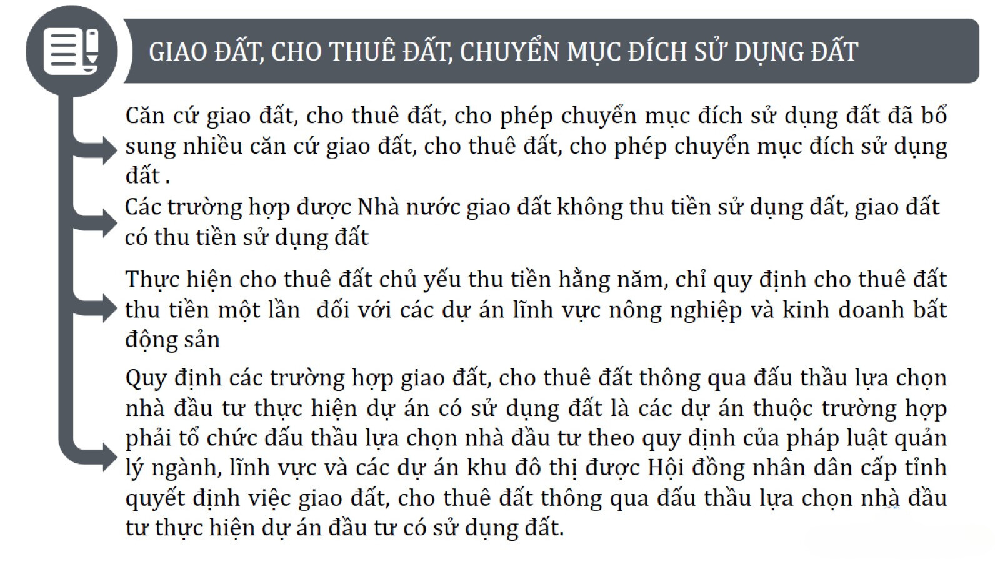 GIAO ĐẤT, CHO THUÊ ĐẤT, CHUYỂN MỤC ĐÍCH SỬ DỤNG ĐẤT
Căn cứ giao đất, cho thuê đất, cho phép chuyển mục đích sử dụng đất đã bổ
sung nhiều căn cứ giao đất, cho thuê đất, cho phép chuyển mục đích sử dụng
đất .
Các trường hợp được Nhà nước giao đất không thu tiền sử dụng đất, giao đất
có thu tiền sử dụng đất
Thực hiện cho thuê đất chủ yếu thu tiền hằng năm, chỉ quy định cho thuê đất
thu tiền một lần  đối với các dự án lĩnh vực nông nghiệp và kinh doanh bất
động sản
Quy định các trường hợp giao đất, cho thuê đất thông qua đấu thầu lựa chọn
nhà đầu tư thực hiện dự án có sử dụng đất là các dự án thuộc trường hợp
phải tổ chức đấu thầu lựa chọn nhà đầu tư theo quy định của pháp luật quản
lý ngành, lĩnh vực và các dự án khu đô thị được Hội đồng nhân dân cấp tỉnh
quyết định việc giao đất, cho thuê đất thông qua đấu thầu lựa chọn nhà đầu
tư thực hiện dự án đầu tư có sử dụng đất.